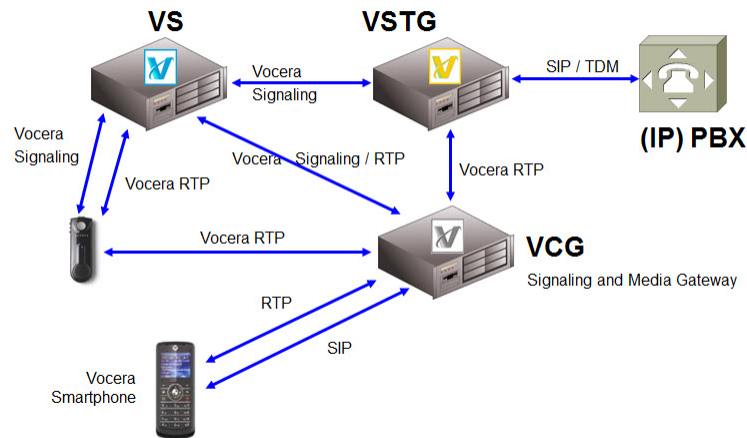 VS
VSTG
Vocera
Signaling
SIP / TDM
(IP) PBX
Vocera
Signaling
Vocera RTP
Vocera Signaling / RTP
Vocera RTP
Vocera RTP
VCG
Signaling and Media Gateway
RTP
SIP
Vocera
Smartphone